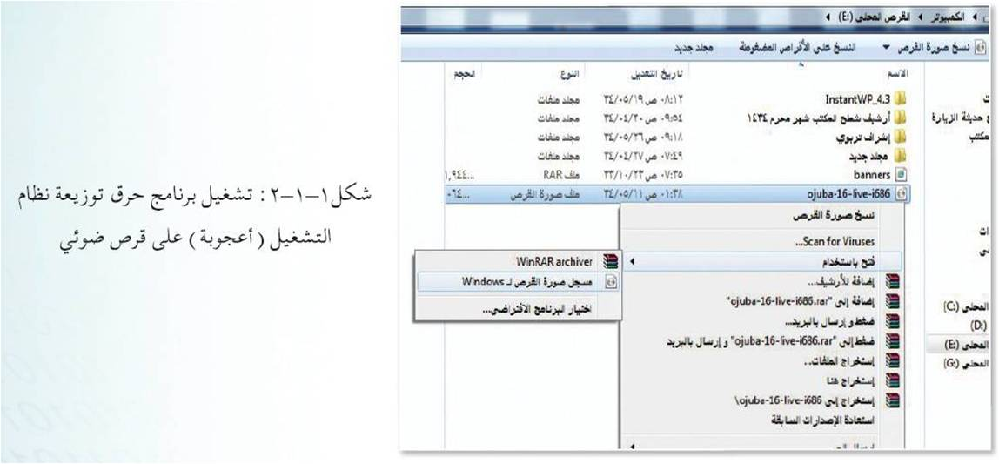 شكل ١-١-٢ : تشغيل برنامج حرق توزيعة نظام
التشغيل (أعجوبة) على قرص ضوئي
الكمبيوتر ◂ القرص المحلي (E:) ◂
نسخ صورة القرص ▾ النسخ على الأقراص المضغوطة مجلد جديد
الاسم تاريخ التعديل النوع الحجم
InstantWP_4.3 ٠٨:١٢ ص ٣٤/٠٥/١٩ مجلد ملفات
أرشيف شطح المكتب شهر محرم ١٤٣٤ ٠٩:٥٤ ص ٣٤/٠٤/٢٠ مجلد ملفات
إشراف تربوي ٠٩:١٨ ص ٣٤/٠٥/٢٦ مجلد ملفات
مجلد جديد ٠٧:٤٩ ص ٣٤/٠٤/٢٧ مجلد ملفات
banners ٠٧:٣٥ ص ٣٣/١٠/٢٣ ملف RAR ١,٩٤٤...
ojuba-16-live-i686 ٠١:٣٨ ص ٣٤/٠٥/١١ ملف صورة القرص ٠٦٤...
حديثة الزيارة
المكتب
نسخ صورة القرص
Scan for Viruses...
فتح باستخدام
إضافة للأرشيف...
إضافة إلى "ojuba-16-live-i686.rar"
ضغط و إرسال بالبريد...
ضغط إلى "ojuba-16-live-i686.rar" و إرسال بالبريد
إستخراج الملفات...
إستخراج هنا
إستخراج إلى ojuba-16-live-i686\
استعادة الإصدارات السابقة
WinRAR archiver
مسجل صورة القرص لـ Windows
اختيار البرنامج الافتراضي...
المحلي (C:)
(D:)
المحلي (E:)
المحلي (G:)